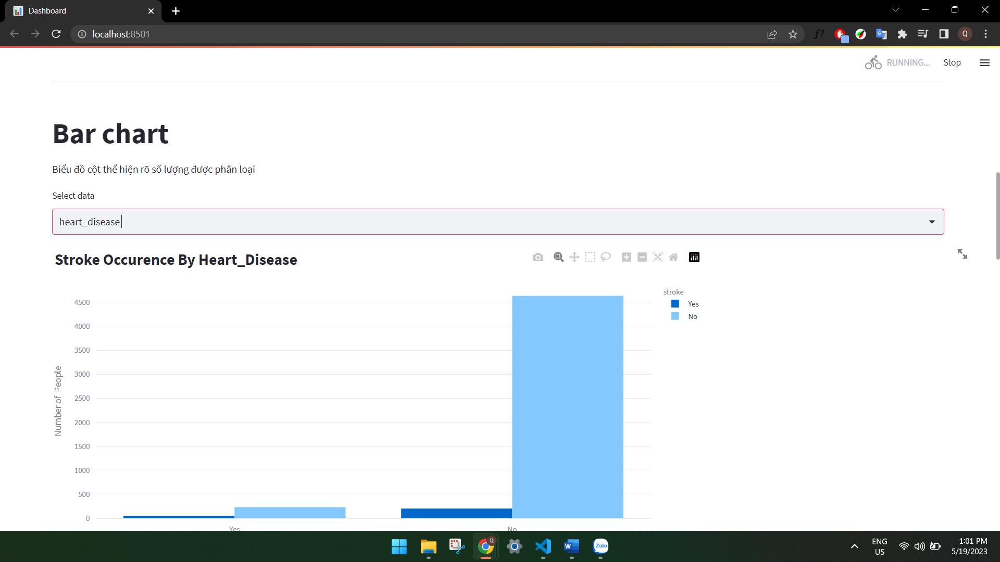 Dashboard
localhost:8501
f?
Q
RUNNING...
Stop
Bar chart
Biểu đồ cột thể hiện rõ số lượng được phân loại
Select data
heart_disease
Stroke Occurence By Heart_Disease
stroke
Yes
No
4500
4000
3500
3000
2500
2000
1500
1000
500
0
Number of People
Yes
No
Q
W
Zalo
ENG
US
1:01 PM
5/19/2023